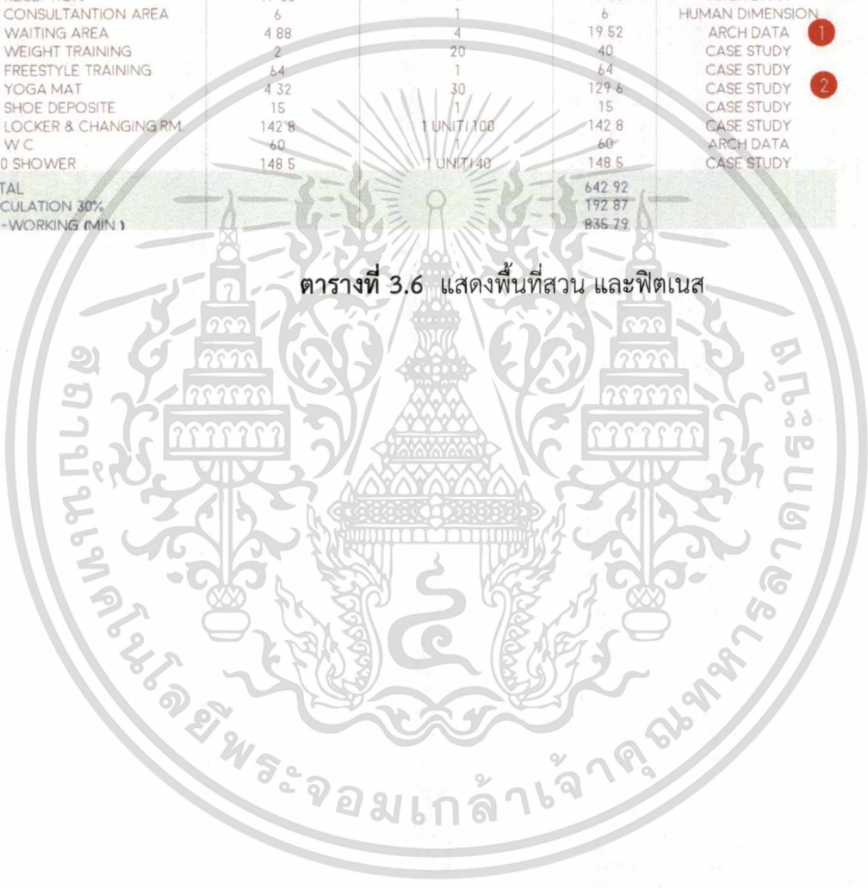 CONSULTANTION AREA 6 1 6 HUMAN DIMENSION
WAITING AREA 4 88 4 19 52 ARCH DATA 1
WEIGHT TRAINING 2 20 40 CASE STUDY
FREESTYLE TRAINING 64 1 64 CASE STUDY
YOGA MAT 4 32 30 129 6 CASE STUDY 2
SHOE DEPOSITE 15 1 15 CASE STUDY
LOCKER & CHANGING RM. 142 8 1 UNIT/ 100 142 8 CASE STUDY
W C 60 1 60 ARCH DATA
0 SHOWER 148 5 1 UNIT/ 40 148 5 CASE STUDY
TAL 642 92
CULATION 30% 192 87
-WORKING (MIN ) 835 79
ตารางที่ 3.6 แสดงพื้นที่สวน และฟิตเนส
สถาบันเทคโนโลยีพระจอมเกล้าเจ้าคุณทหารลาดกระบัง